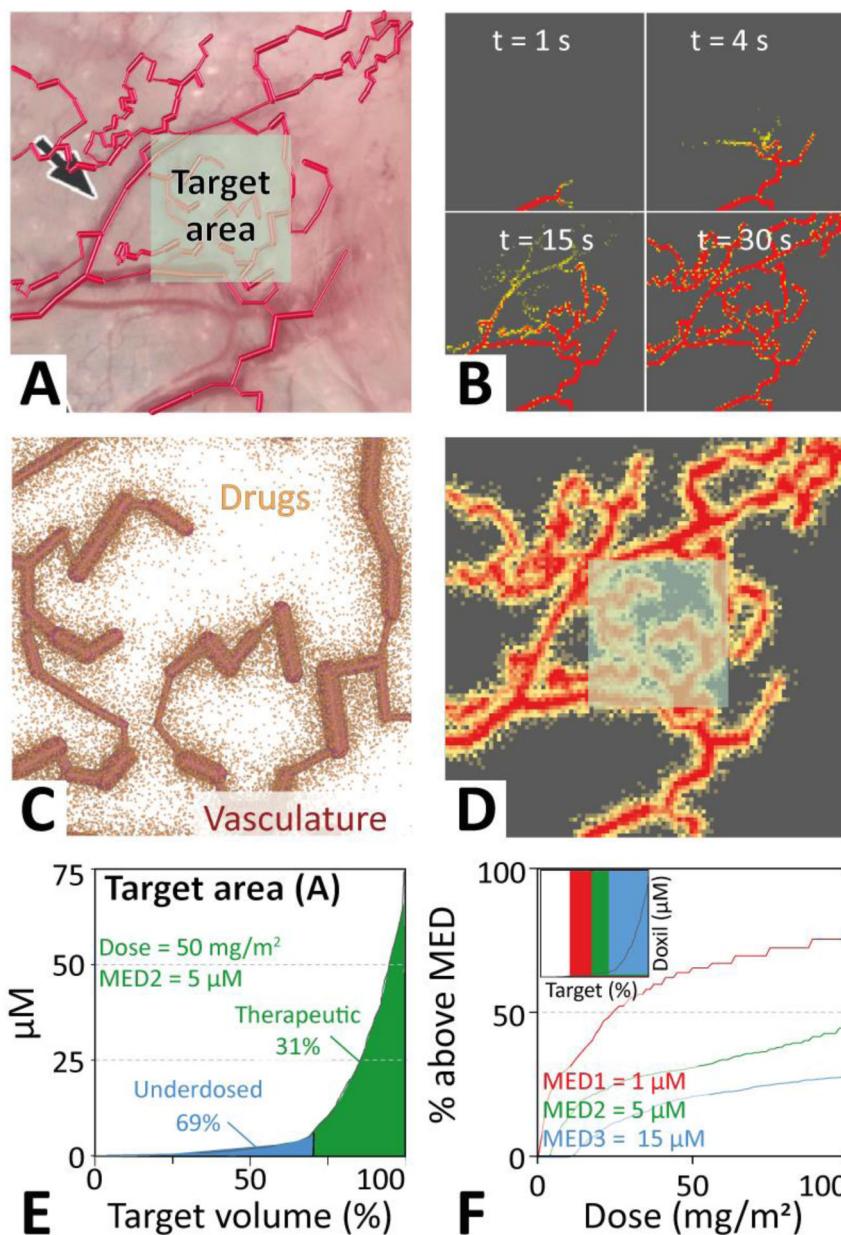 Target
area
A
t = 1 s
t = 4 s
t = 15 s
t = 30 s
B
Drugs
Vasculature
C
D
75
50
25
0
µM
Target area (A)
Dose = 50 mg/m²
MED2 = 5 µM
Therapeutic
31%
Underdosed
69%
0
50
100
Target volume (%)
E
100
50
0
% above MED
Doxil (µM)
Target (%)
MED1 = 1 µM
MED2 = 5 µM
MED3 = 15 µM
0
50
100
Dose (mg/m²)
F